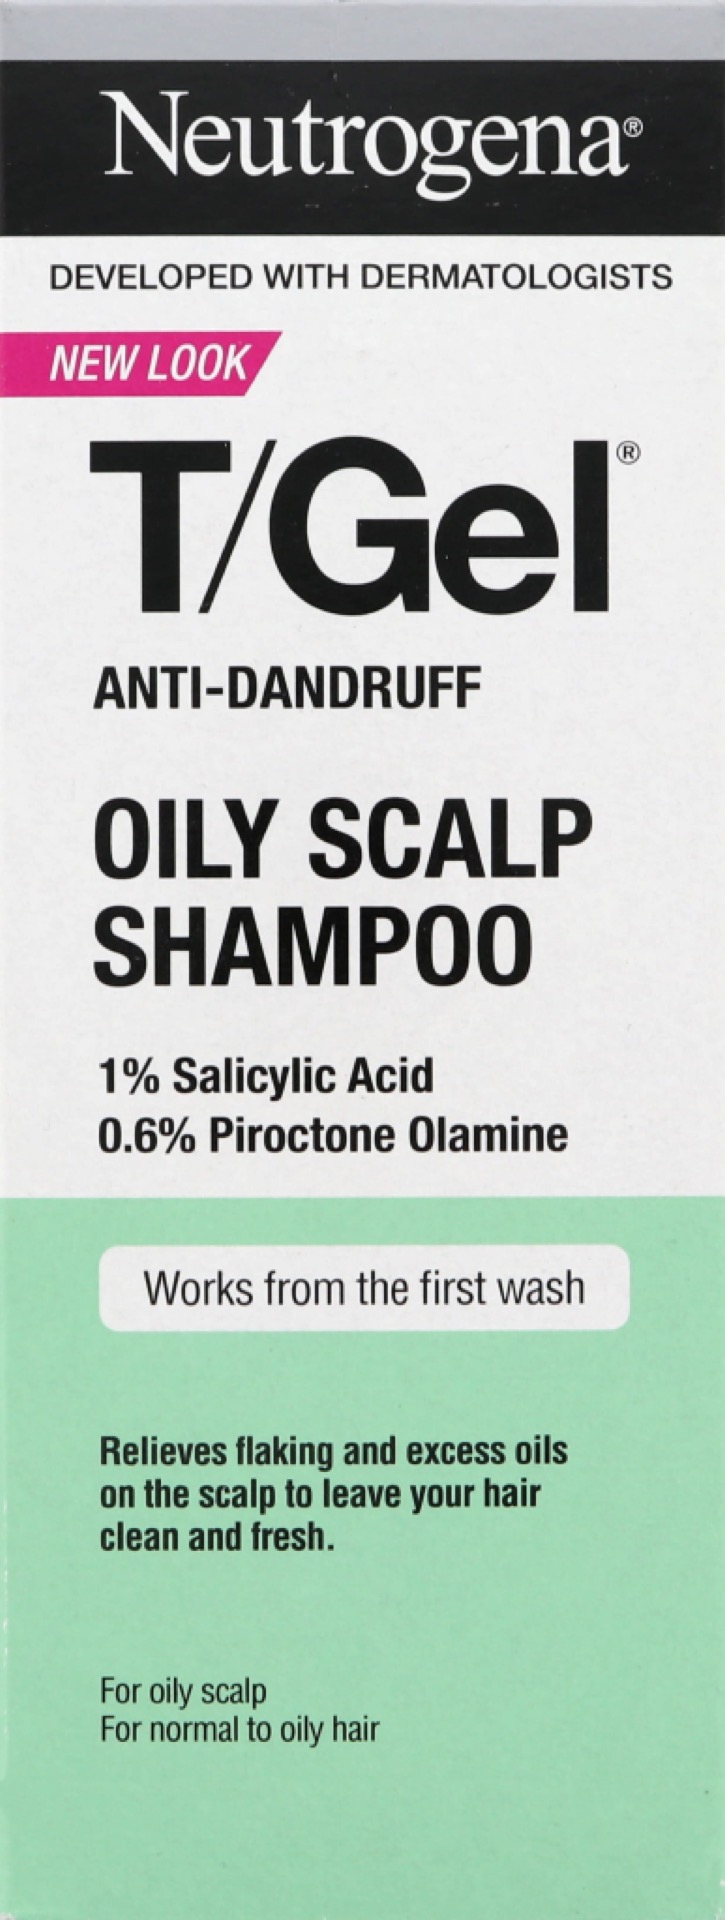 Neutrogena®
DEVELOPED WITH DERMATOLOGISTS
NEW LOOK
T/Gel®
ANTI-DANDRUFF
OILY SCALP
SHAMPOO
1% Salicylic Acid
0.6% Piroctone Olamine
Works from the first wash
Relieves flaking and excess oils
on the scalp to leave your hair
clean and fresh.
For oily scalp
For normal to oily hair